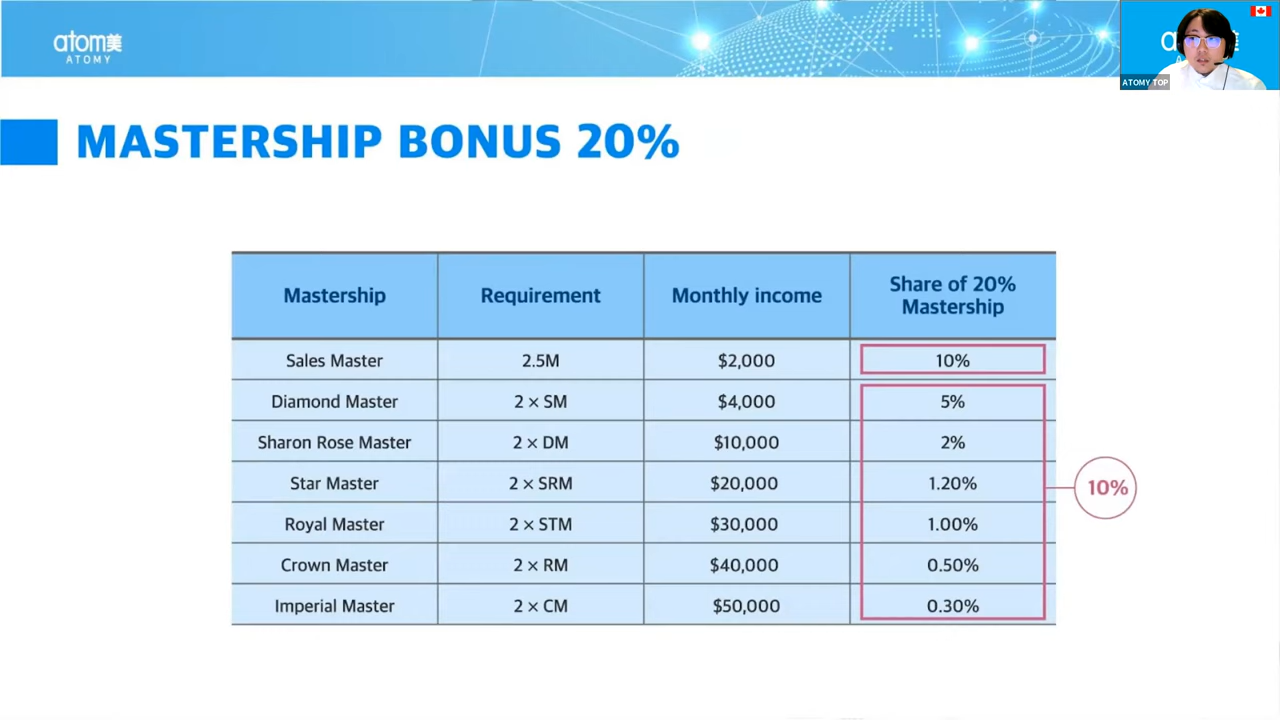 atom美
ATOMY
ATOMY TOP
MASTERSHIP BONUS 20%
Mastership Requirement Monthly income Share of 20% Mastership
Sales Master 2.5M $2,000 10%
Diamond Master 2 × SM $4,000 5%
Sharon Rose Master 2 × DM $10,000 2%
Star Master 2 × SRM $20,000 1.20%
Royal Master 2 × STM $30,000 1.00%
10%
Crown Master 2 × RM $40,000 0.50%
Imperial Master 2 × CM $50,000 0.30%